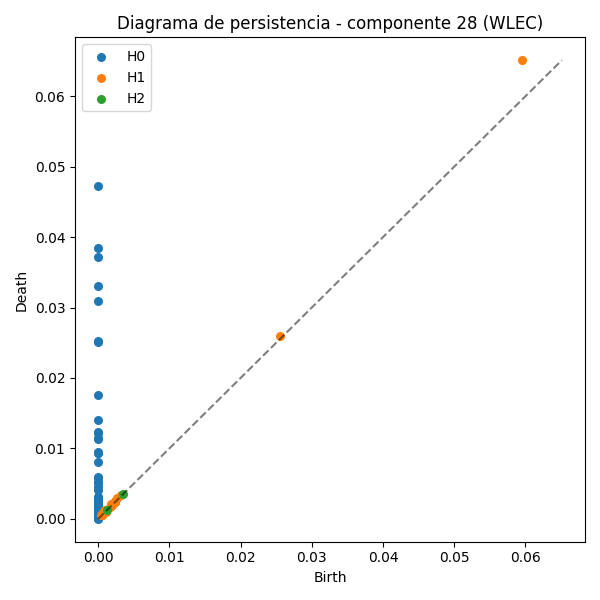 Diagrama de persistencia - componente 28 (WLEC)
H0
H1
H2
Death
0.06
0.05
0.04
0.03
0.02
0.01
0.00
0.00 0.01 0.02 0.03 0.04 0.05 0.06
Birth